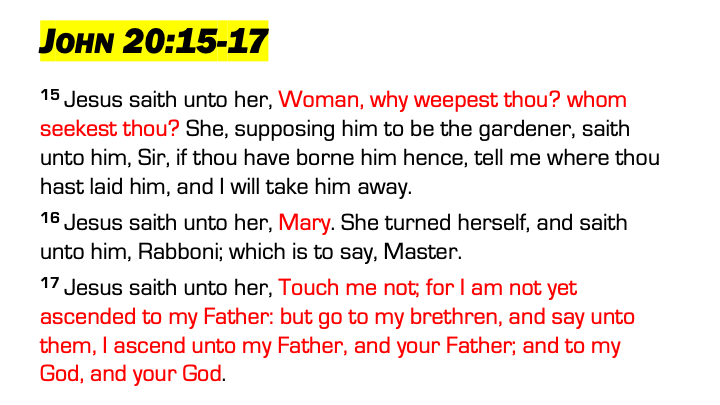 JOHN 20:15-17
15 Jesus saith unto her, Woman, why weepest thou? whom
seekest thou? She, supposing him to be the gardener, saith
unto him, Sir, if thou have borne him hence, tell me where thou
hast laid him, and I will take him away.
16 Jesus saith unto her, Mary. She turned herself, and saith
unto him, Rabboni; which is to say, Master.
17 Jesus saith unto her, Touch me not; for I am not yet
ascended to my Father: but go to my brethren, and say unto
them, I ascend unto my Father, and your Father; and to my
God, and your God.